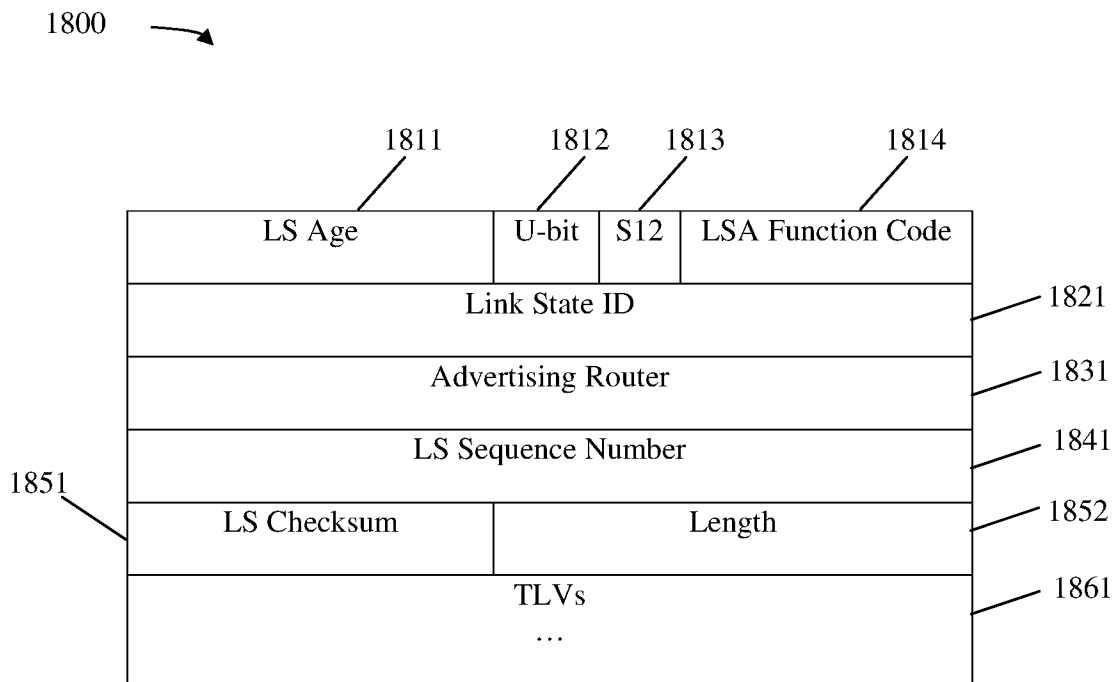 1800
1811 1812 1813 1814
LS Age U-bit S12 LSA Function Code
Link State ID 1821
Advertising Router 1831
LS Sequence Number 1841
1851 LS Checksum Length 1852
TLVs 1861
...